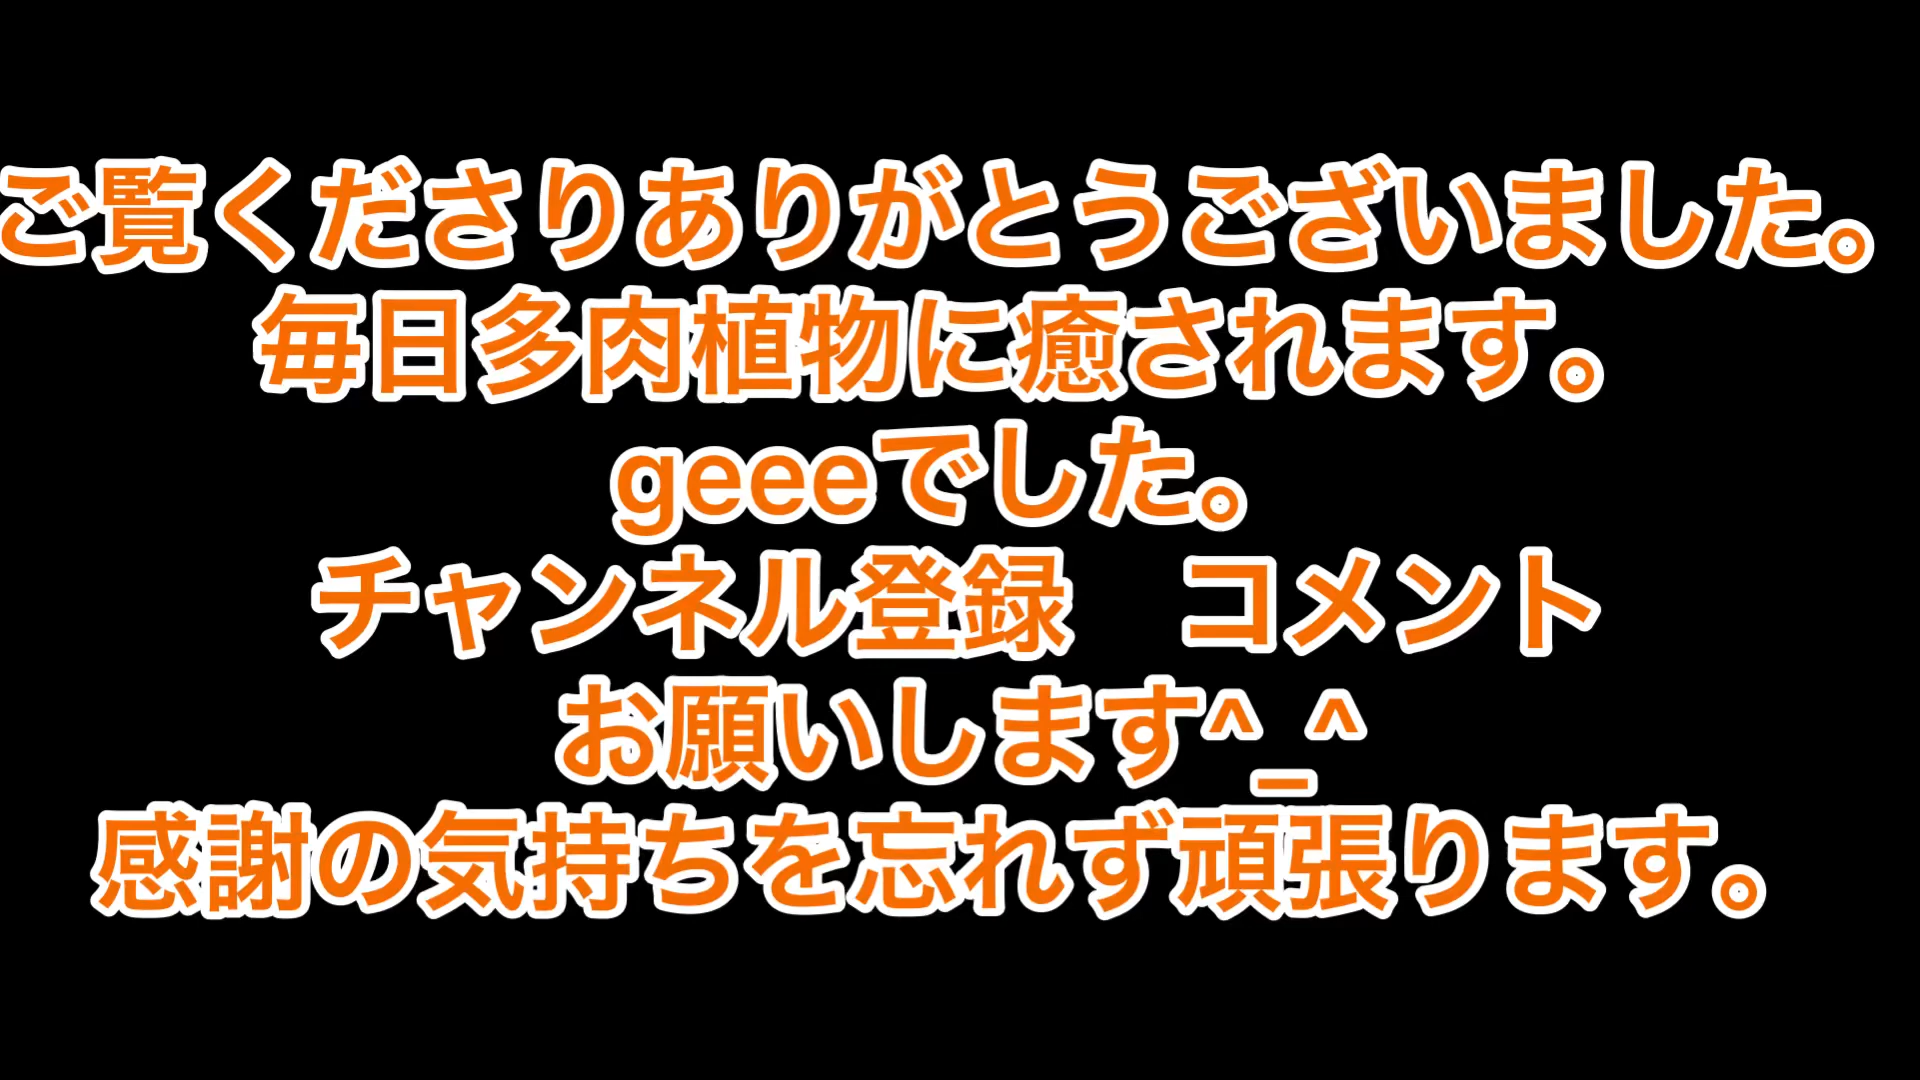 ご覧くださりありがとうございました。
毎日多肉植物に癒されます。
geeeでした。
チャンネル登録　コメント
お願いします^_^
感謝の気持ちを忘れず頑張ります。